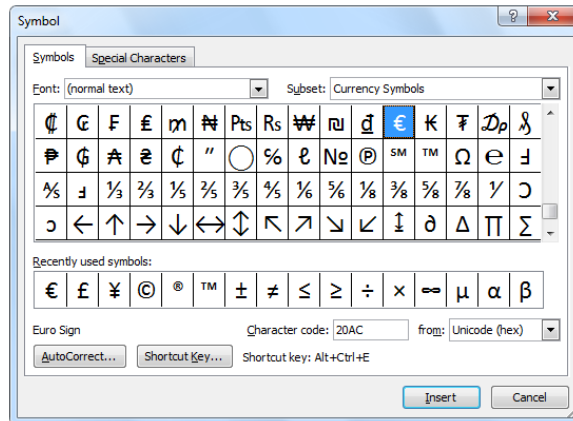 Symbol
Symbols Special Characters
Font: (normal text) Subset: Currency Symbols
₡ ₢ ₣ ₤ ₥ ₦ ₧ ₨ ₩ ₪ ₫ € ₭ ₮ ₯ ₰
₱ ₲ ₳ ₴ ₵ ″ ⃝ ℅ ℓ № ℗ ℠ ™ Ω ℮ Ⅎ
⅍ ⅎ ⅓ ⅔ ⅕ ⅖ ⅗ ⅘ ⅙ ⅚ ⅛ ⅜ ⅝ ⅞ ⅟ Ↄ
ↄ ← ↑ → ↓ ↔ ↕ ↖ ↗ ↘ ↙ ↨ ∂ ∆ ∏ ∑
Recently used symbols:
€ £ ¥ © ® ™ ± ≠ ≤ ≥ ÷ × ∞ µ α β
Euro Sign Character code: 20AC from: Unicode (hex)
AutoCorrect... Shortcut Key... Shortcut key: Alt+Ctrl+E
Insert Cancel